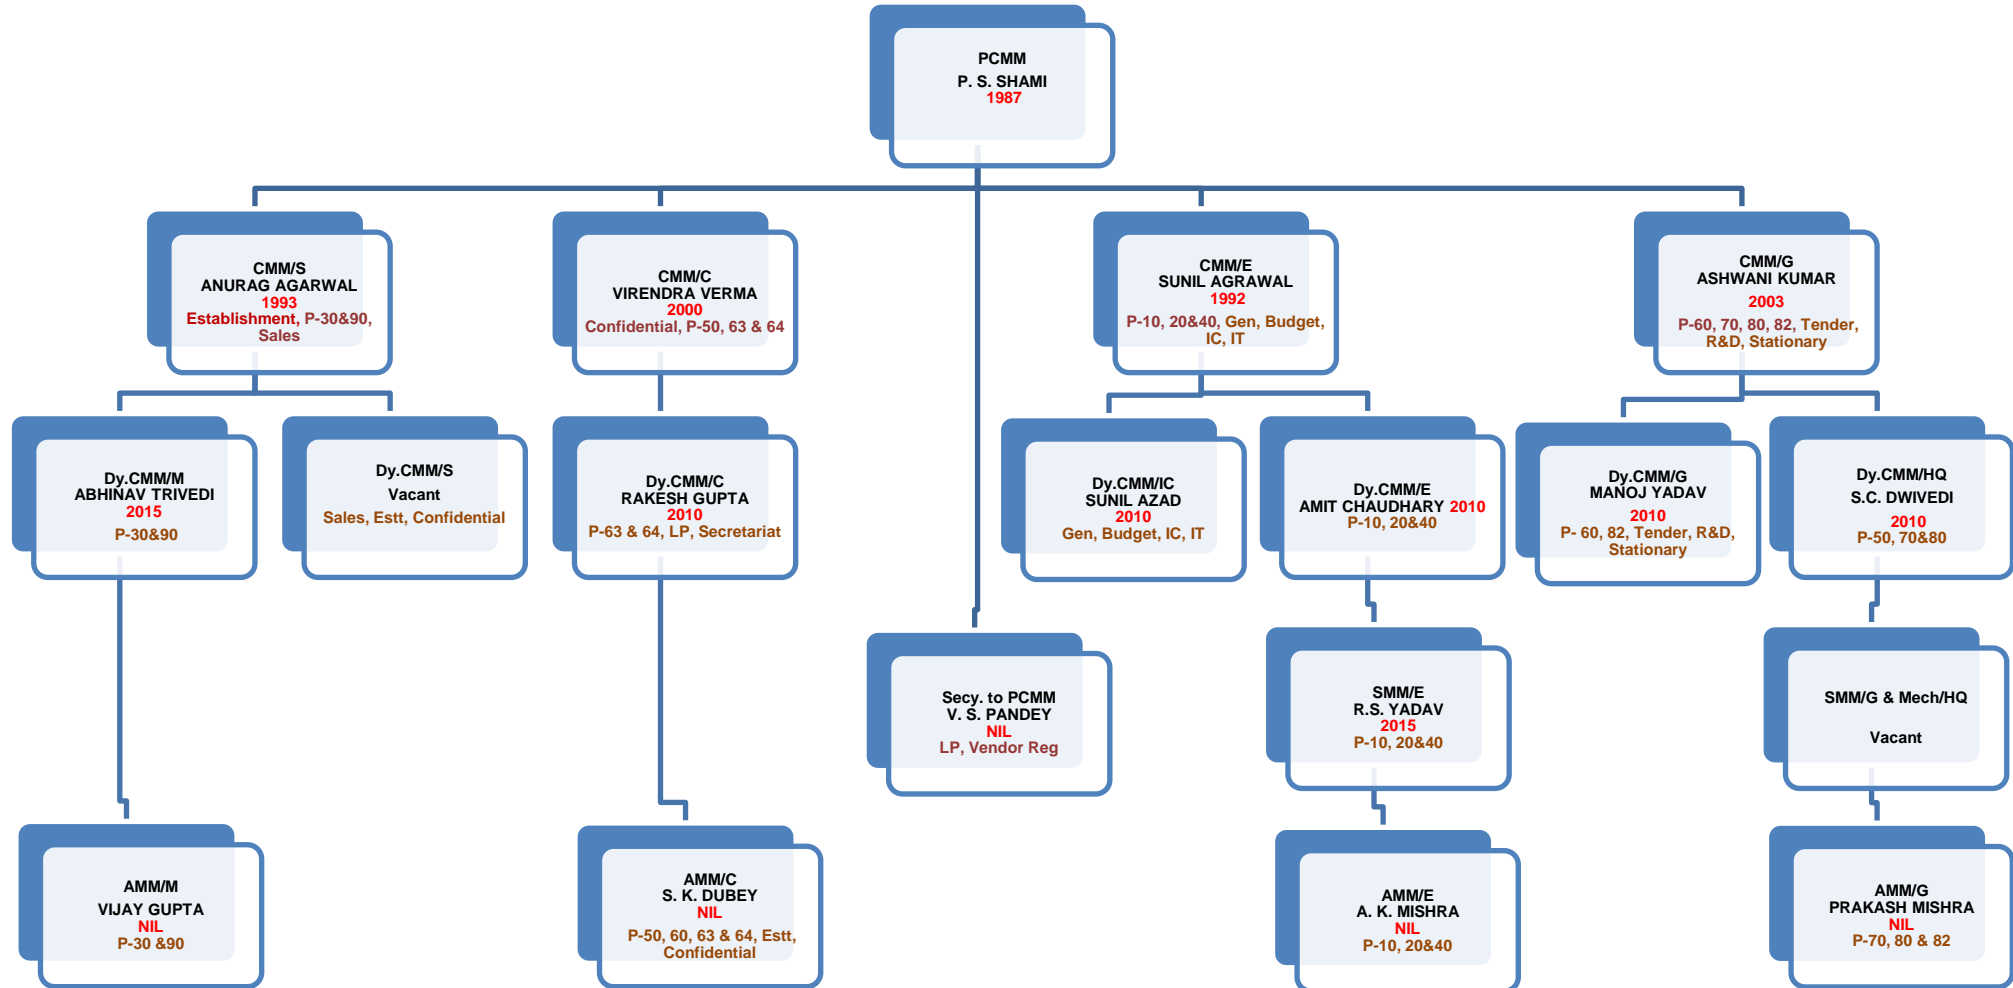 PCMM
P. S. SHAMI
1987
CMM/S
ANURAG AGARWAL
1993
Establishment, P-30&90,
Sales
CMM/C
VIRENDRA VERMA
2000
Confidential, P-50, 63 & 64
CMM/E
SUNIL AGRAWAL
1992
P-10, 20&40, Gen, Budget,
IC, IT
CMM/G
ASHWANI KUMAR
2003
P-60, 70, 80, 82, Tender,
R&D, Stationary
Dy.CMM/M
ABHINAV TRIVEDI
2015
P-30&90
Dy.CMM/S
Vacant
Sales, Estt, Confidential
Dy.CMM/C
RAKESH GUPTA
2010
P-63 & 64, LP, Secretariat
Dy.CMM/IC
SUNIL AZAD
2010
Gen, Budget, IC, IT
Dy.CMM/E
AMIT CHAUDHARY 2010
P-10, 20&40
Dy.CMM/G
MANOJ YADAV
2010
P- 60, 82, Tender, R&D,
Stationary
Dy.CMM/HQ
S.C. DWIVEDI
2010
P-50, 70&80
Secy. to PCMM
V. S. PANDEY
NIL
LP, Vendor Reg
SMM/E
R.S. YADAV
2015
P-10, 20&40
SMM/G & Mech/HQ
Vacant
AMM/M
VIJAY GUPTA
NIL
P-30 &90
AMM/C
S. K. DUBEY
NIL
P-50, 60, 63 & 64, Estt,
Confidential
AMM/E
A. K. MISHRA
NIL
P-10, 20&40
AMM/G
PRAKASH MISHRA
NIL
P-70, 80 & 82